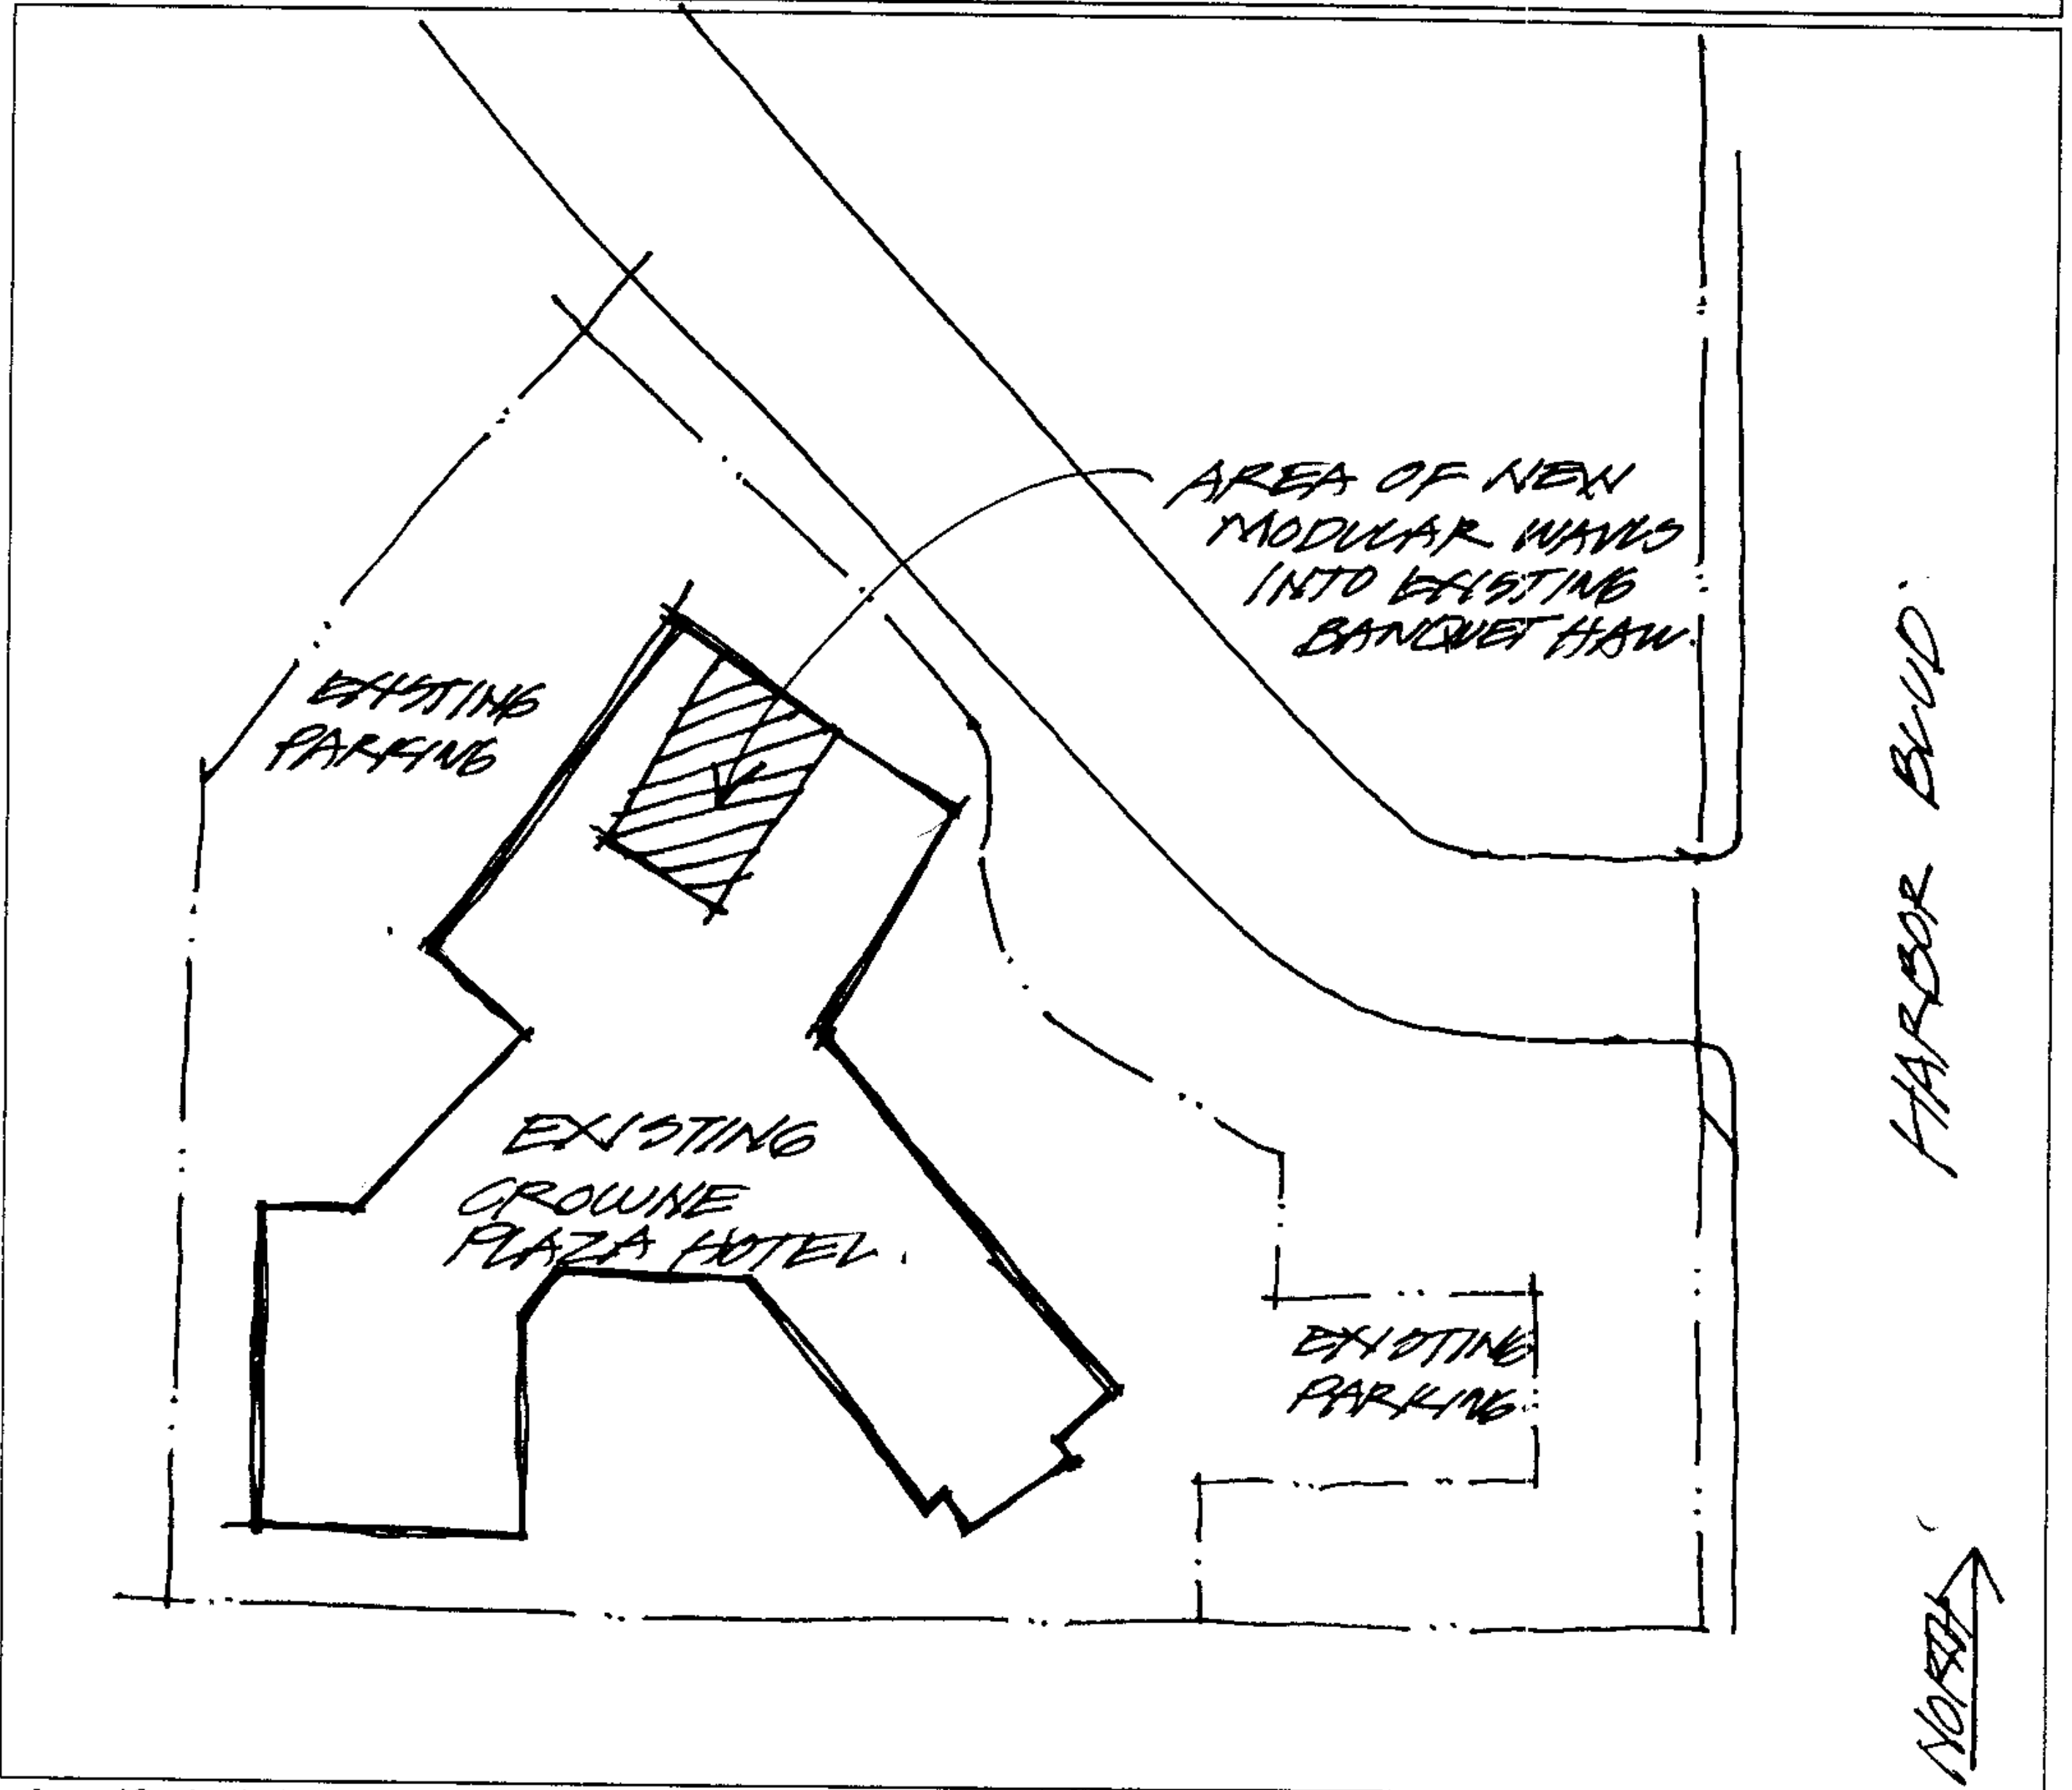 AREA OF NEW
MODULAR WALLS
INTO EXISTING
BANQUET HALL
EXISTING
PARKING
EXISTING
CROWNE
PLAZA HOTEL
EXISTING
PARKING
HARBOR BLVD.
NORTH